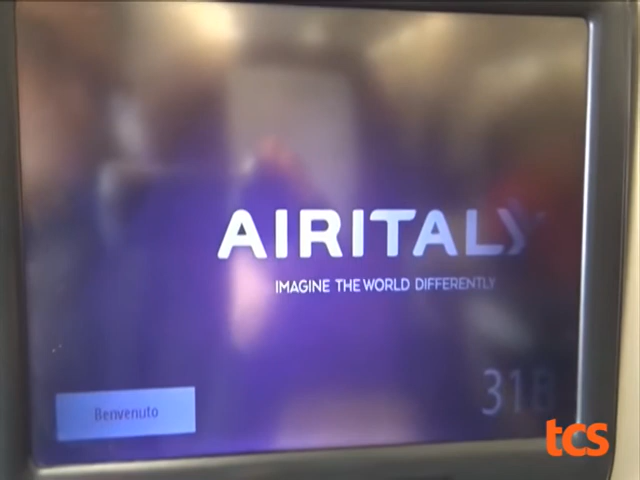 AIRITALY
IMAGINE THE WORLD DIFFERENTLY
31B
Benvenuto
tcs